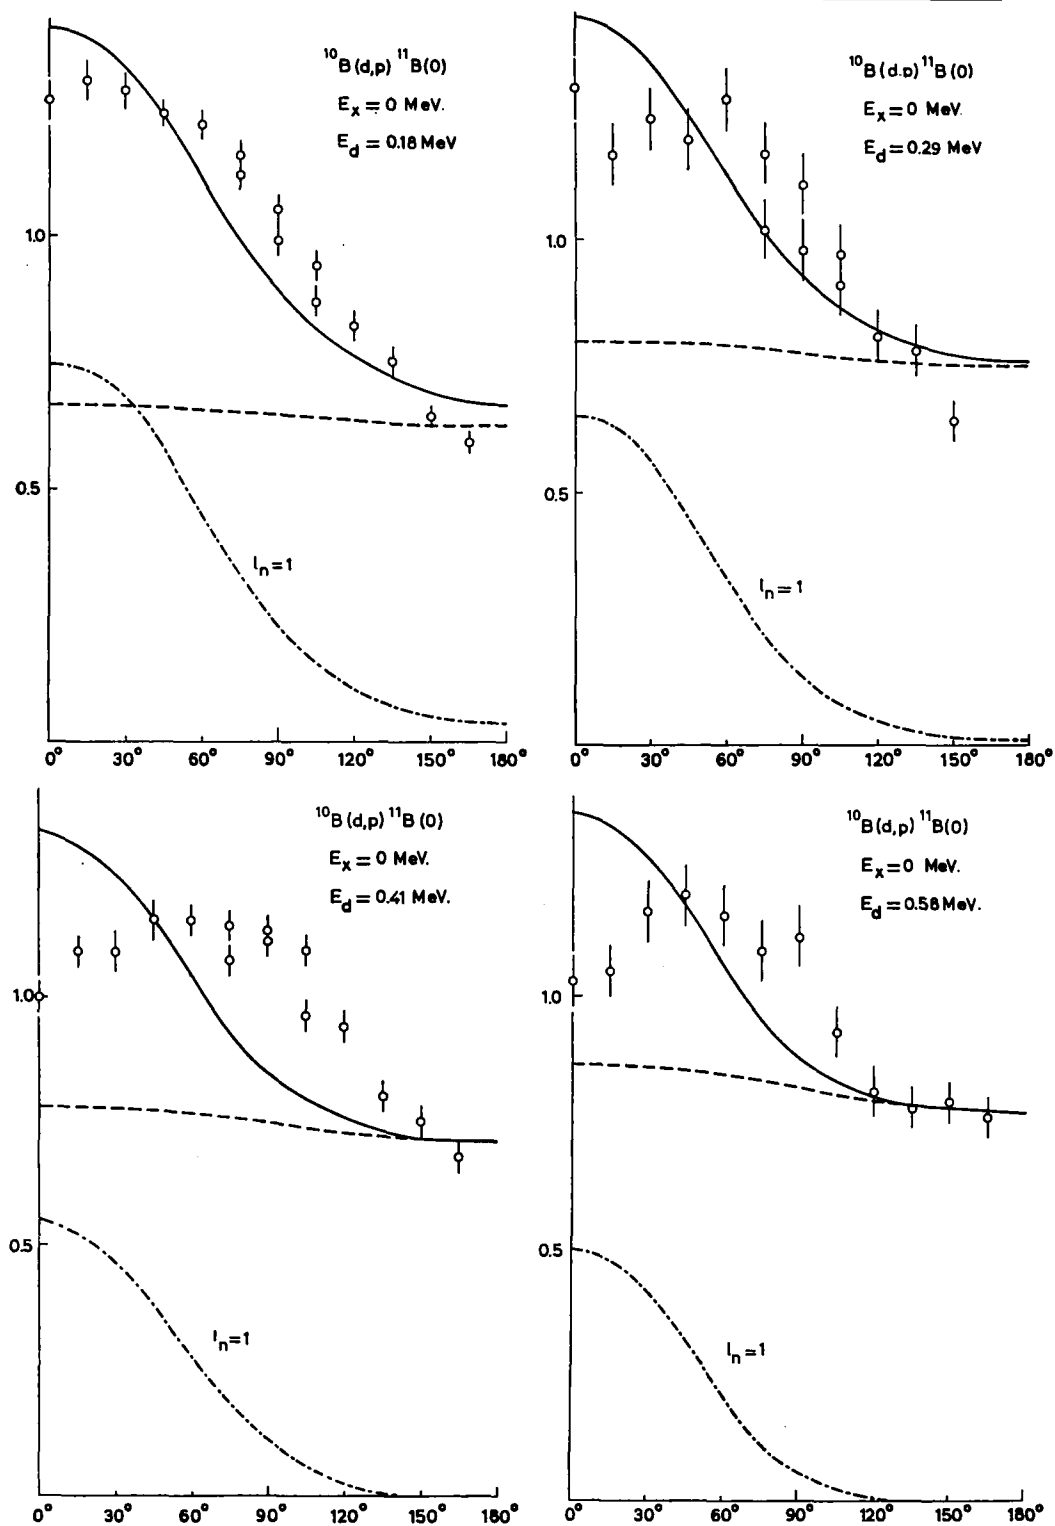 ¹⁰B(d,p)¹¹B(0)
Eₓ = 0 MeV.
E_d = 0.18 MeV
1.0
0.5
lₙ=1
0° 30° 60° 90° 120° 150° 180°
¹⁰B(d.p)¹¹B(0)
Eₓ = 0 MeV.
E_d = 0.29 MeV
1.0
0.5
lₙ=1
0° 30° 60° 90° 120° 150° 180°
¹⁰B(d,p)¹¹B(0)
Eₓ = 0 MeV.
E_d = 0.41 MeV.
1.0
0.5
lₙ=1
0° 30° 60° 90° 120° 150° 180°
¹⁰B(d,p)¹¹B(0)
Eₓ = 0 MeV.
E_d = 0.58 MeV.
1.0
0.5
lₙ=1
0° 30° 60° 90° 120° 150° 180°